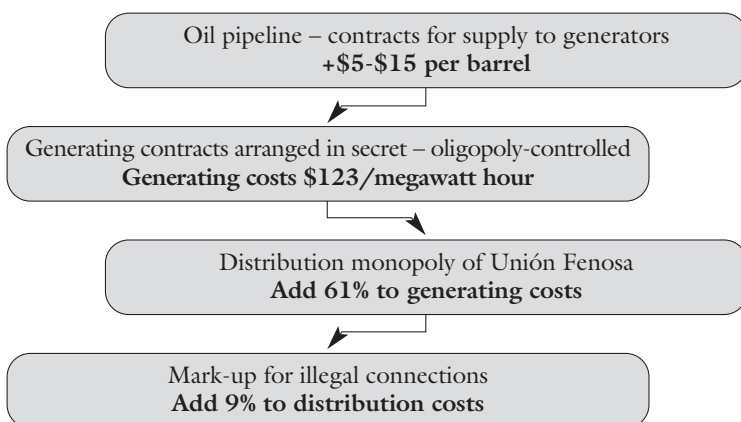 Oil pipeline – contracts for supply to generators
+$5-$15 per barrel
Generating contracts arranged in secret – oligopoly-controlled
Generating costs $123/megawatt hour
Distribution monopoly of Unión Fenosa
Add 61% to generating costs
Mark-up for illegal connections
Add 9% to distribution costs